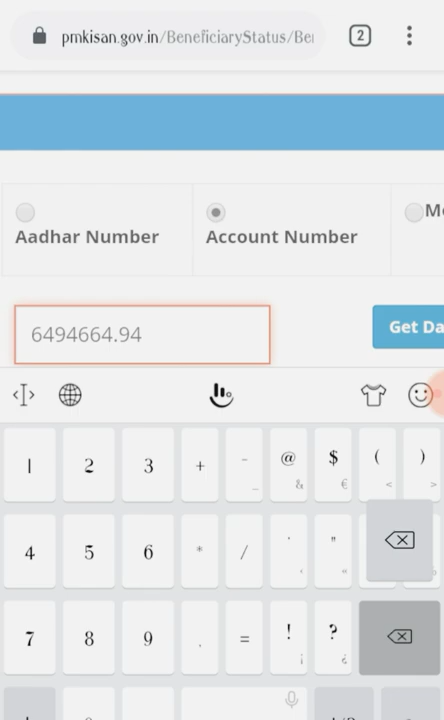 pmkisan.gov.in/BeneficiaryStatus/Be
2
Aadhar Number
Account Number
M
6494664.94
Get Da
1 2 3 + - @ $ ( )
_ & € < >
4 5 6 * / ' "
7 8 9 . = ! ?
¡ ¿